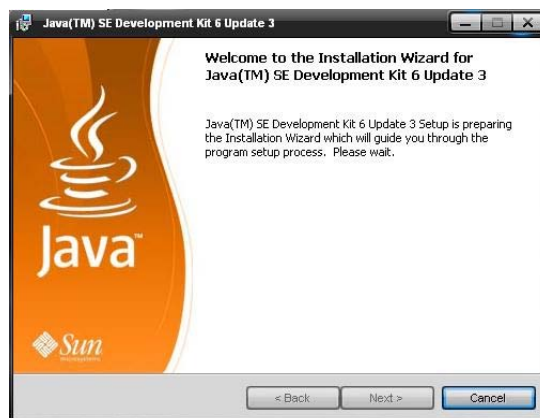 Java(TM) SE Development Kit 6 Update 3
Welcome to the Installation Wizard for
Java(TM) SE Development Kit 6 Update 3
Java(TM) SE Development Kit 6 Update 3 Setup is preparing
the Installation Wizard which will guide you through the
program setup process. Please wait.
Java™
Sun
microsystems
< Back
Next >
Cancel